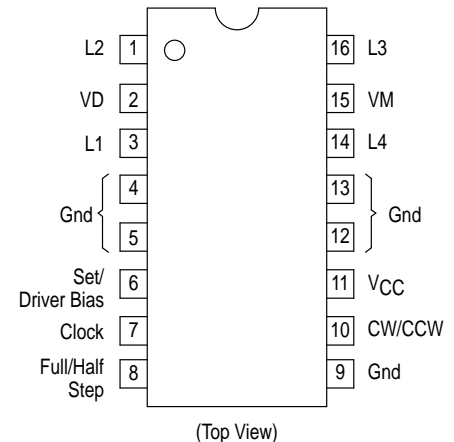 L2 1 16 L3
VD 2 15 VM
L1 3 14 L4
4 13
Gnd Gnd
5 12
Set/
Driver Bias 6 11 VCC
Clock 7 10 CW/CCW
Full/Half
Step 8 9 Gnd
(Top View)